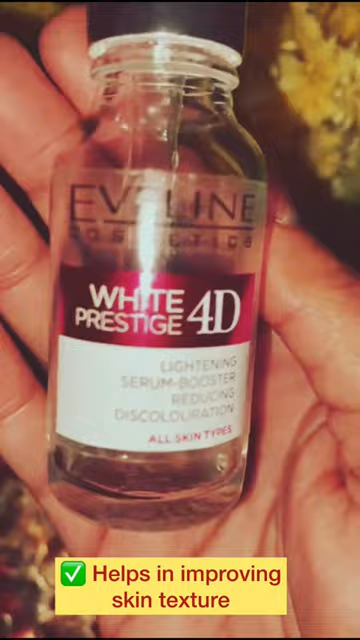 EVELINE
COSMETICS
WHITE
PRESTIGE 4D
LIGHTENING
SERUM-BOOSTER
REDUCING
DISCOLOURATION
ALL SKIN TYPES
✅ Helps in improving
skin texture